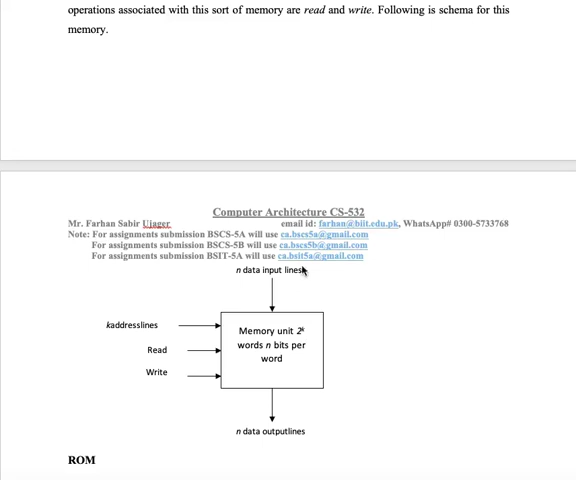 operations associated with this sort of memory are read and write. Following is schema for this
memory.
Computer Architecture CS-532
Mr. Farhan Sabir Ujager email id: farhan@biit.edu.pk, WhatsApp# 0300-5733768
Note: For assignments submission BSCS-5A will use ca.bscs5a@gmail.com
For assignments submission BSCS-5B will use ca.bscs5b@gmail.com
For assignments submission BSIT-5A will use ca.bsit5a@gmail.com
n data input lines
kaddresslines
Read
Write
Memory unit 2ᵏ
words n bits per
word
n data outputlines
ROM